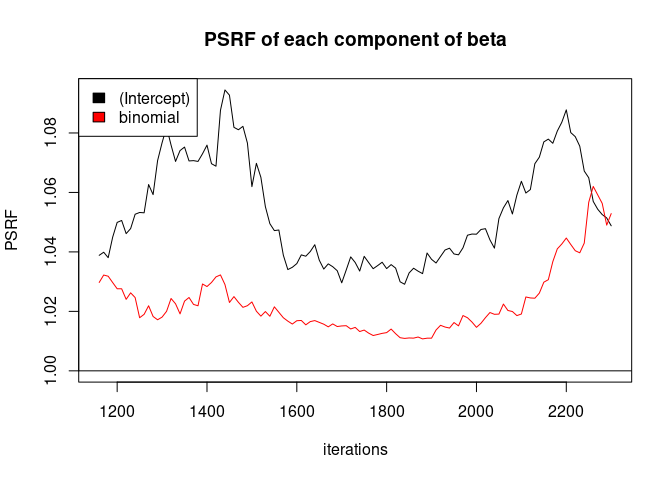 PSRF of each component of beta
(Intercept)
binomial
PSRF
1.08
1.06
1.04
1.02
1.00
1200 1400 1600 1800 2000 2200
iterations